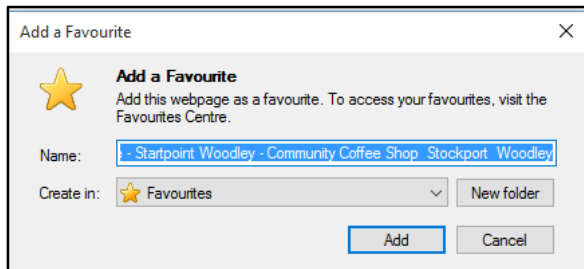 Add a Favourite
Add a Favourite
Add this webpage as a favourite. To access your favourites, visit the
Favourites Centre.
Name: - Startpoint Woodley - Community Coffee Shop Stockport Woodley
Create in: Favourites New folder
Add Cancel